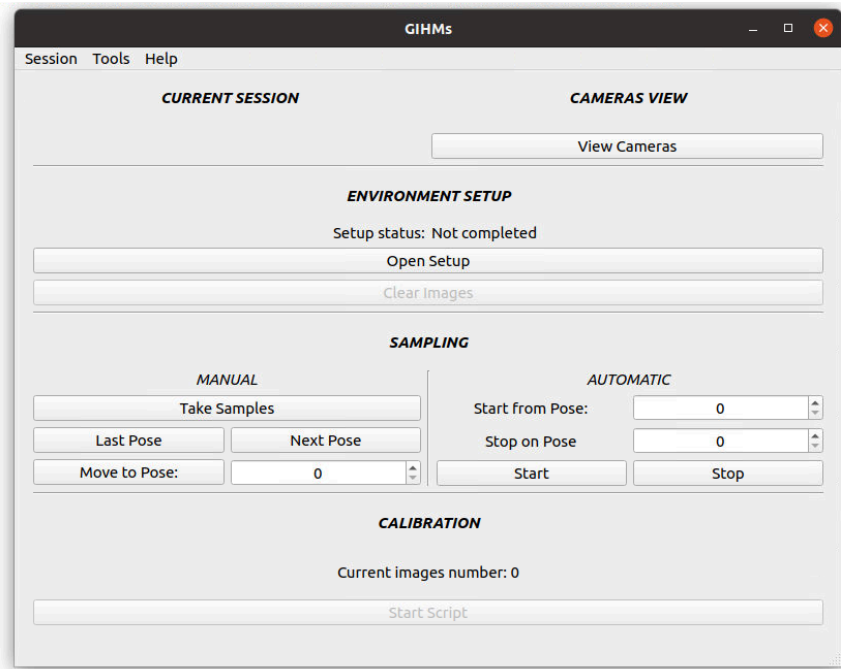 GIHMs
Session Tools Help
CURRENT SESSION
CAMERAS VIEW
View Cameras
ENVIRONMENT SETUP
Setup status: Not completed
Open Setup
Clear Images
SAMPLING
MANUAL
Take Samples
Last Pose Next Pose
Move to Pose: 0
AUTOMATIC
Start from Pose: 0
Stop on Pose 0
Start Stop
CALIBRATION
Current images number: 0
Start Script